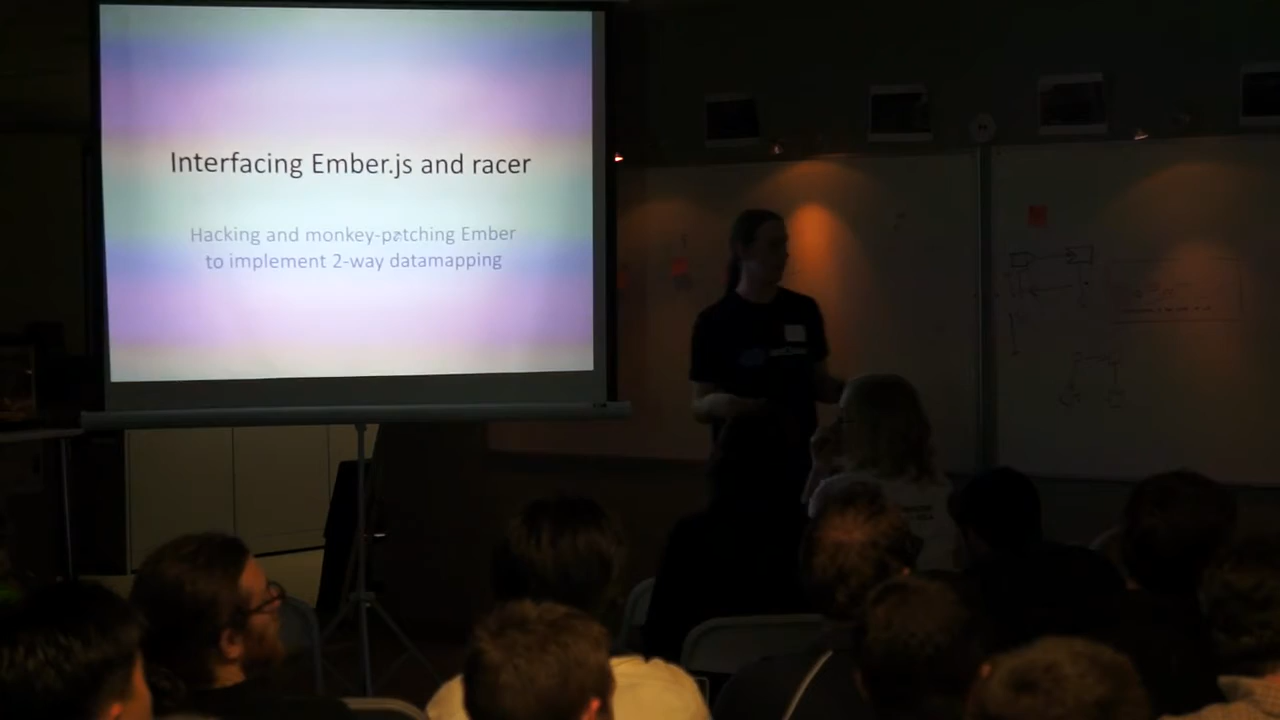 Interfacing Ember.js and racer
Hacking and monkey-patching Ember
to implement 2-way datamapping